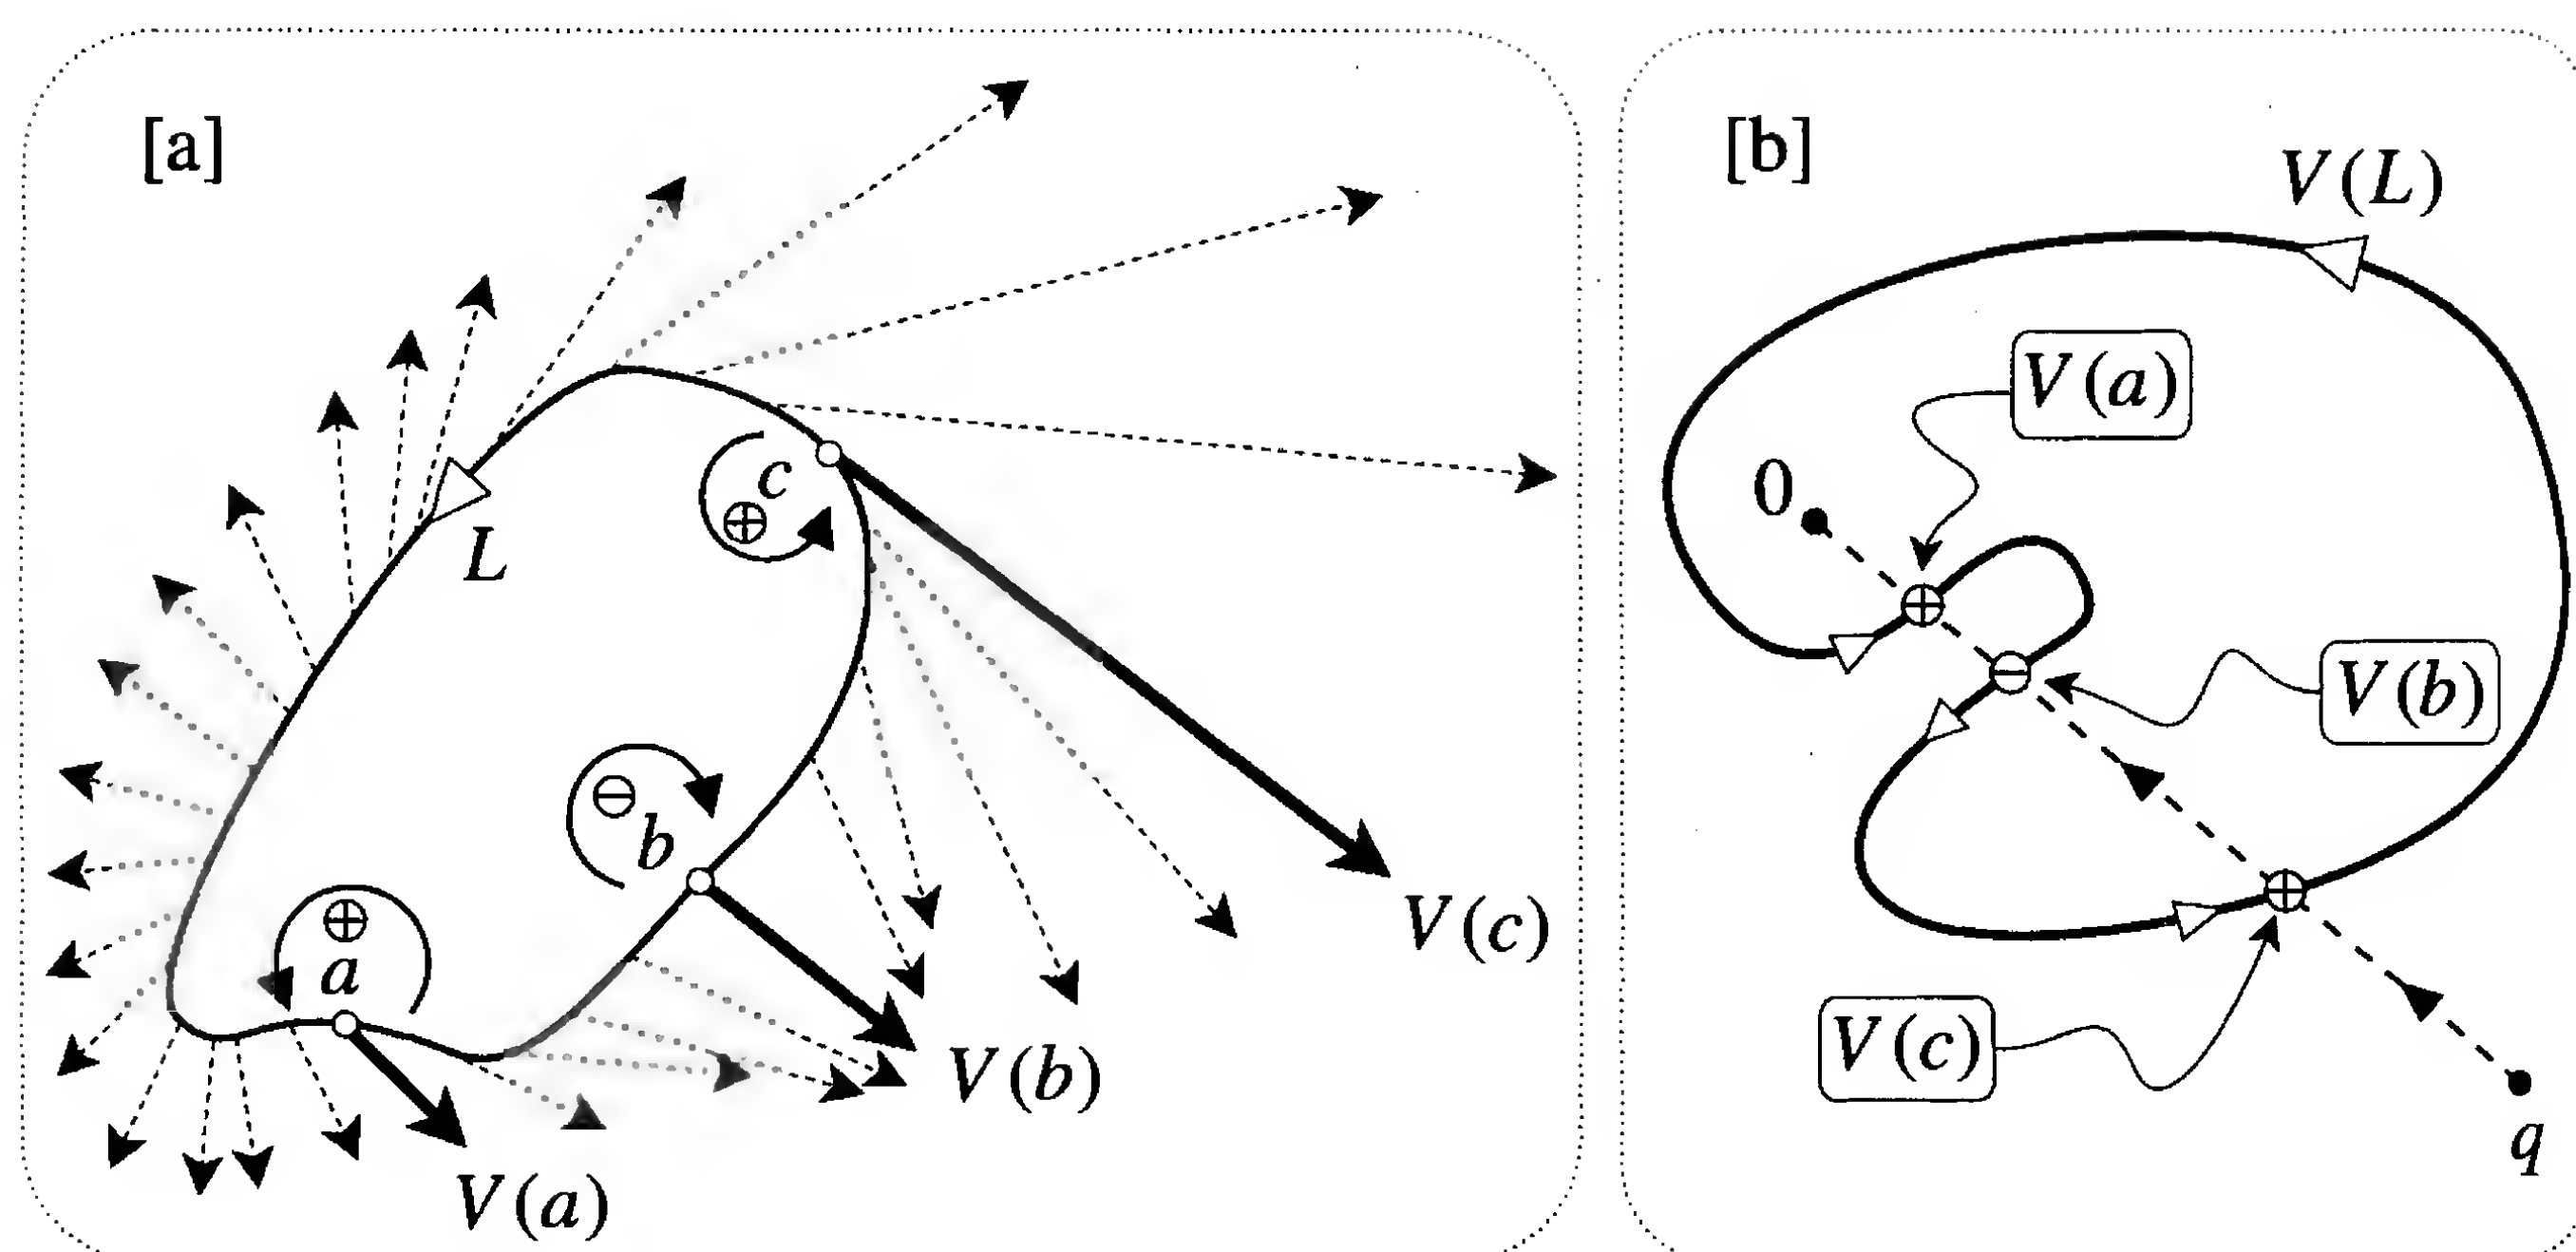 [a]
c
⊕
L
⊖
b
⊕
a
V(c)
V(b)
V(a)
[b]
V(L)
V(a)
0
⊕
⊖
V(b)
⊕
V(c)
q